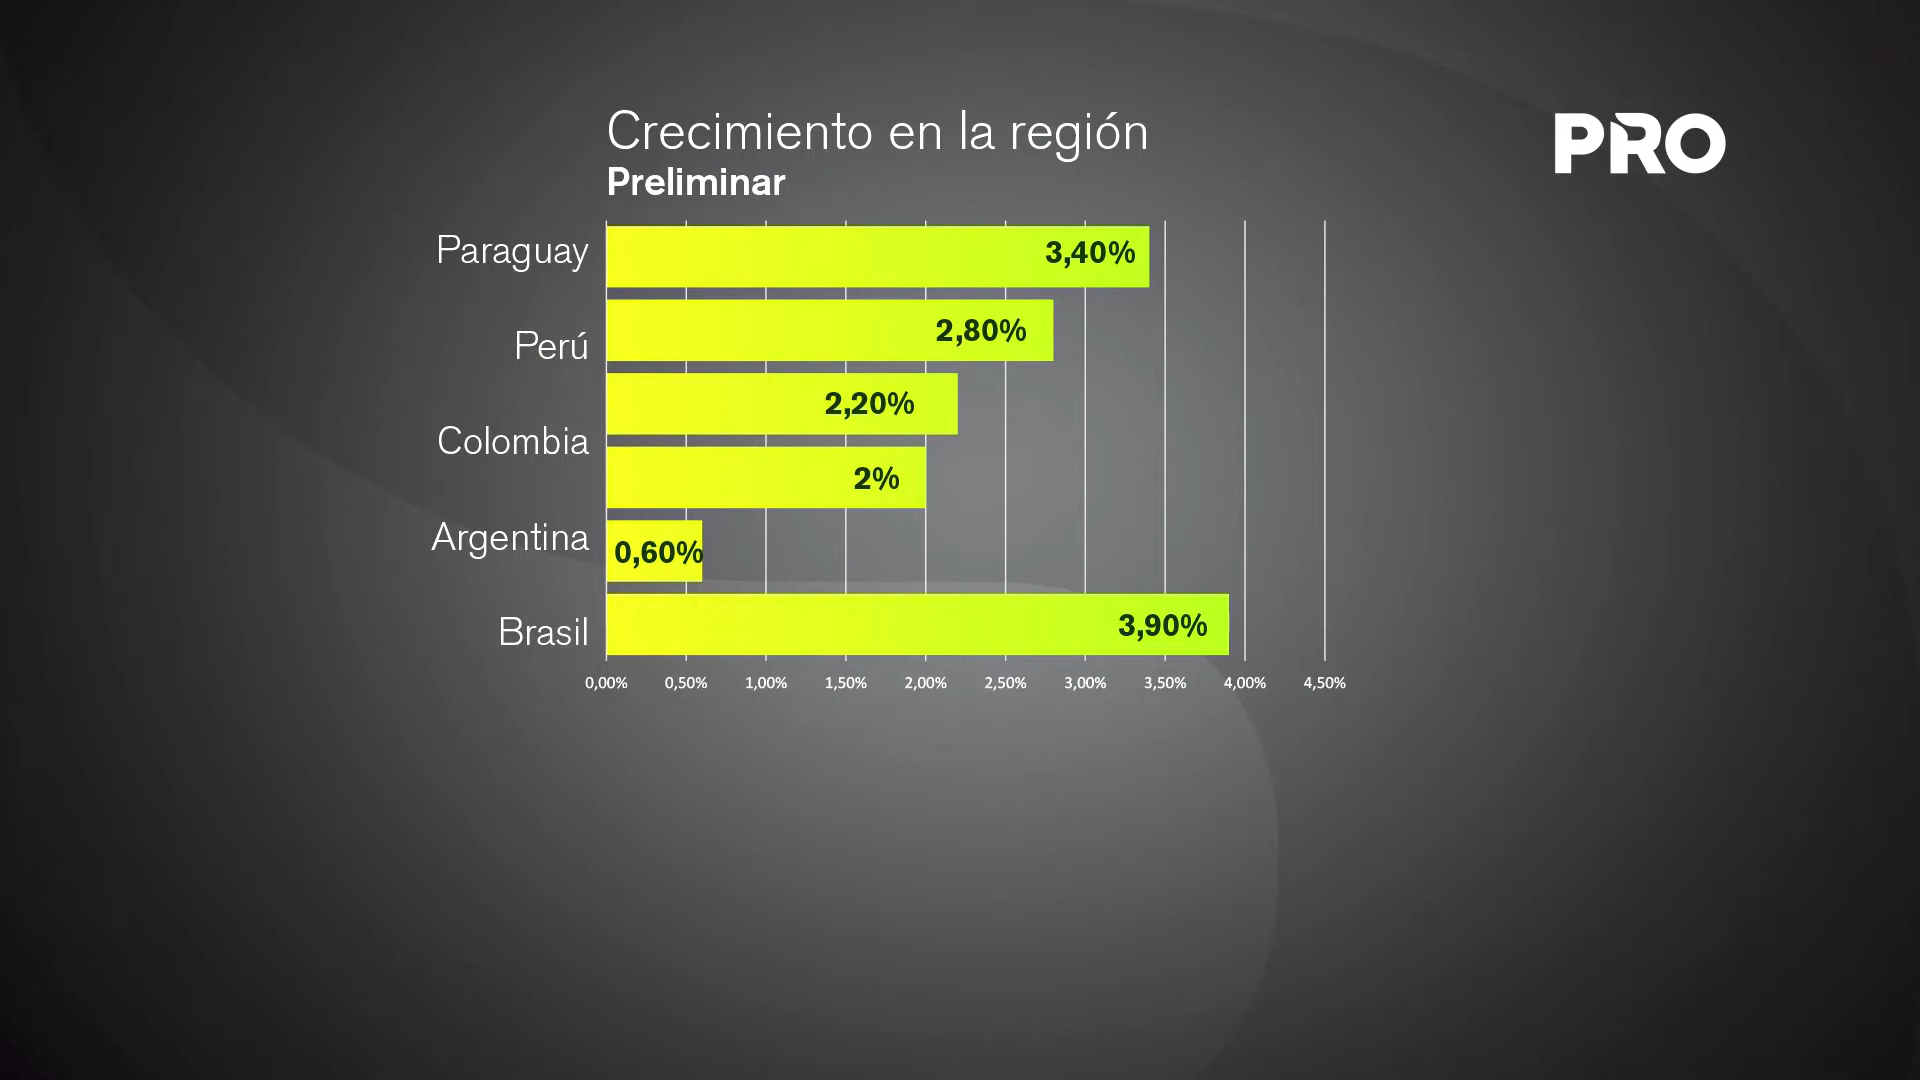 Crecimiento en la región
PRO
Preliminar
Paraguay
3,40%
Perú
2,80%
2,20%
Colombia
2%
Argentina
0,60%
Brasil
3,90%
0,00% 0,50% 1,00% 1,50% 2,00% 2,50% 3,00% 3,50% 4,00% 4,50%